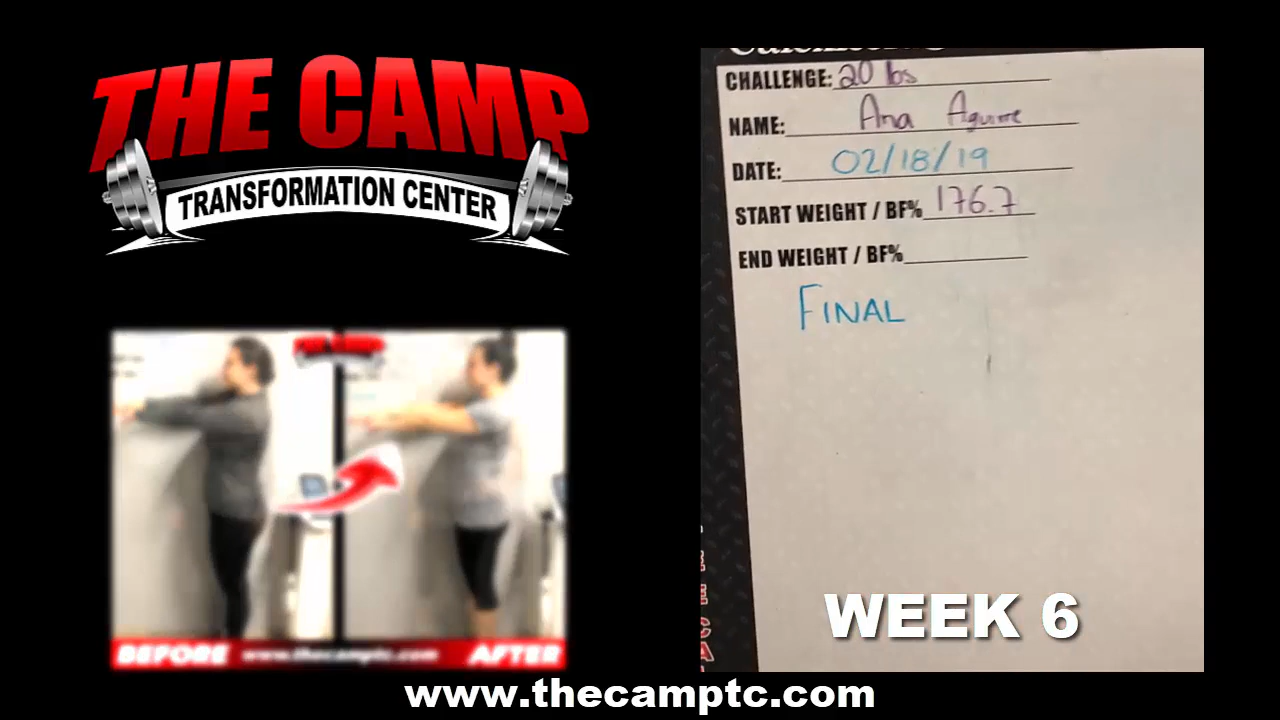 THE CAMP
TRANSFORMATION CENTER
BEFORE www.thecamptc.com AFTER
CHALLENGE: 20 lbs
NAME: Ana Aguirre
DATE: 02/18/19
START WEIGHT / BF% 176.7
END WEIGHT / BF%
FINAL
WEEK 6
www.thecamptc.com